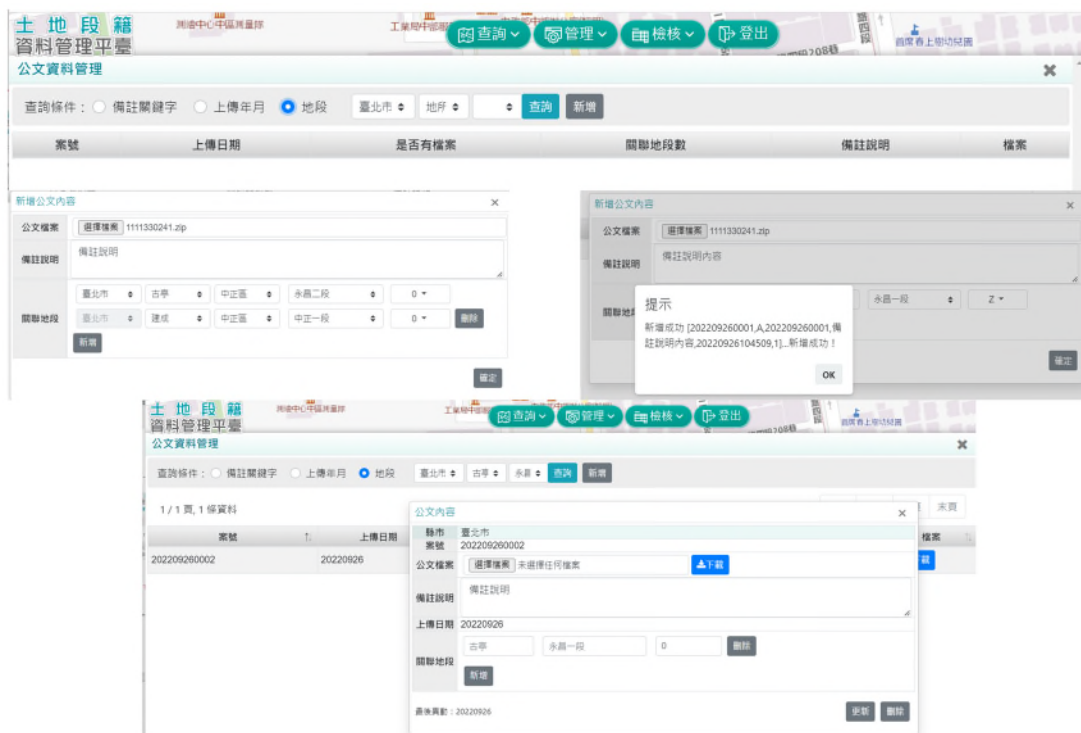 土地段籍
資料管理平臺
查詢 管理 檢核 登出
公文資料管理
查詢條件： 備註關鍵字 上傳年月 地段 臺北市 地所 查詢 新增
案號 上傳日期 是否有檔案 關聯地段數 備註說明 檔案
新增公文內容
公文檔案 選擇檔案 1111330241.zip
備註說明 備註說明
臺北市 古亭 中正區 永昌二段 0
關聯地段 臺北市 建成 中正區 中正一段 0 刪除
新增
確定
新增公文內容
公文檔案 選擇檔案 1111330241.zip
備註說明 備註說明內容
永昌一段 Z
提示
新增成功 [202209260001,A,202209260001,備
註說明內容,20220926104509,1]...新增成功！
OK
確定
土地段籍
資料管理平臺
查詢 管理 檢核 登出
公文資料管理
查詢條件： 備註關鍵字 上傳年月 地段 臺北市 古亭 永昌 查詢 新增
1 / 1 頁, 1 條資料 末頁
案號 上傳日期 檔案
202209260002 20220926
公文內容
縣市 臺北市
案號 202209260002
公文檔案 選擇檔案 未選擇任何檔案 下載
備註說明 備註說明
上傳日期 20220926
古亭 永昌一段 0 刪除
關聯地段
新增
最後異動：20220926 更新 刪除